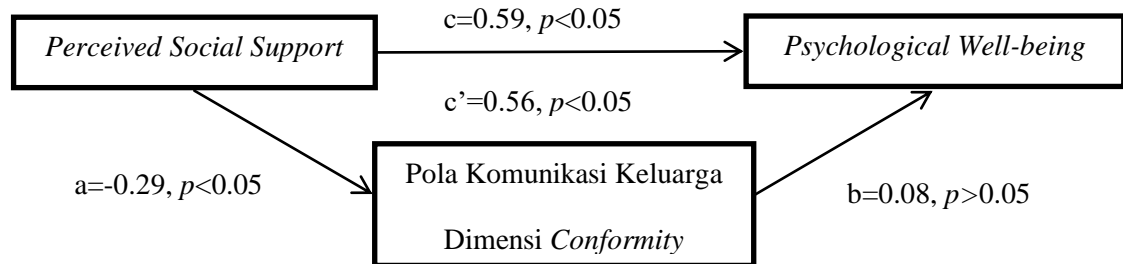 c=0.59, p<0.05
Perceived Social Support
Psychological Well-being
c’=0.56, p<0.05
a=-0.29, p<0.05
Pola Komunikasi Keluarga
Dimensi Conformity
b=0.08, p>0.05